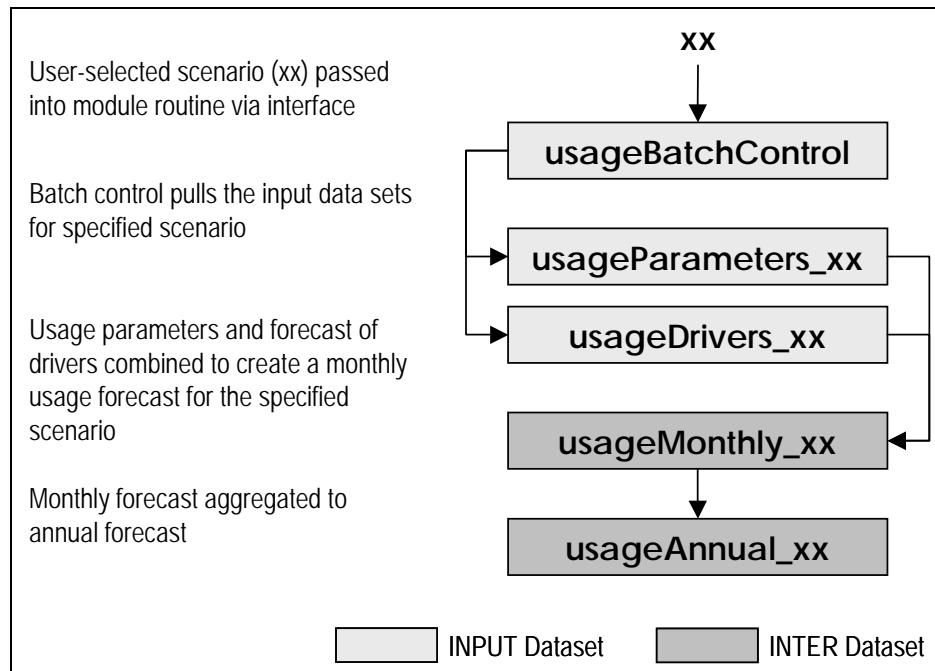 xx
User-selected scenario (xx) passed
into module routine via interface
usageBatchControl
Batch control pulls the input data sets
for specified scenario
usageParameters_xx
usageDrivers_xx
Usage parameters and forecast of
drivers combined to create a monthly
usage forecast for the specified
scenario
usageMonthly_xx
Monthly forecast aggregated to
annual forecast
usageAnnual_xx
INPUT Dataset
INTER Dataset